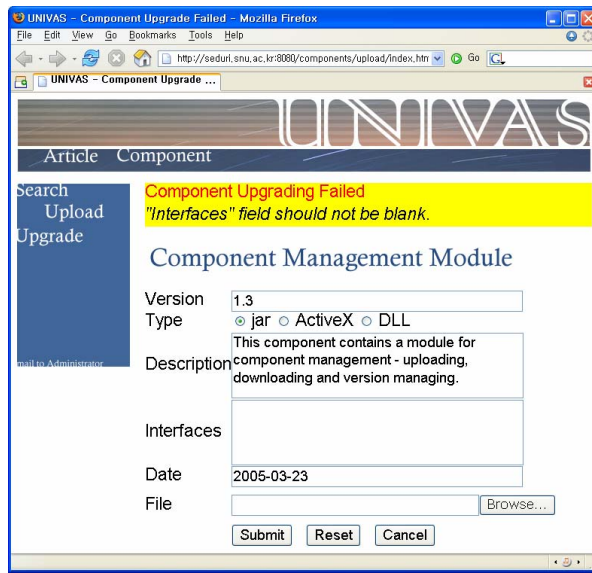 UNIVAS - Component Upgrade Failed - Mozilla Firefox
File Edit View Go Bookmarks Tools Help
http://seduri.snu.ac.kr:8080/components/upload/index.htm Go
UNIVAS - Component Upgrade ...
UNIVAS
Article Component
Search
Upload
Upgrade
Component Upgrading Failed
"Interfaces" field should not be blank.
Component Management Module
Version 1.3
Type jar ActiveX DLL
Description This component contains a module for
component management - uploading,
downloading and version managing.
Interfaces
Date 2005-03-23
File Browse...
Submit Reset Cancel
mail to Administrator